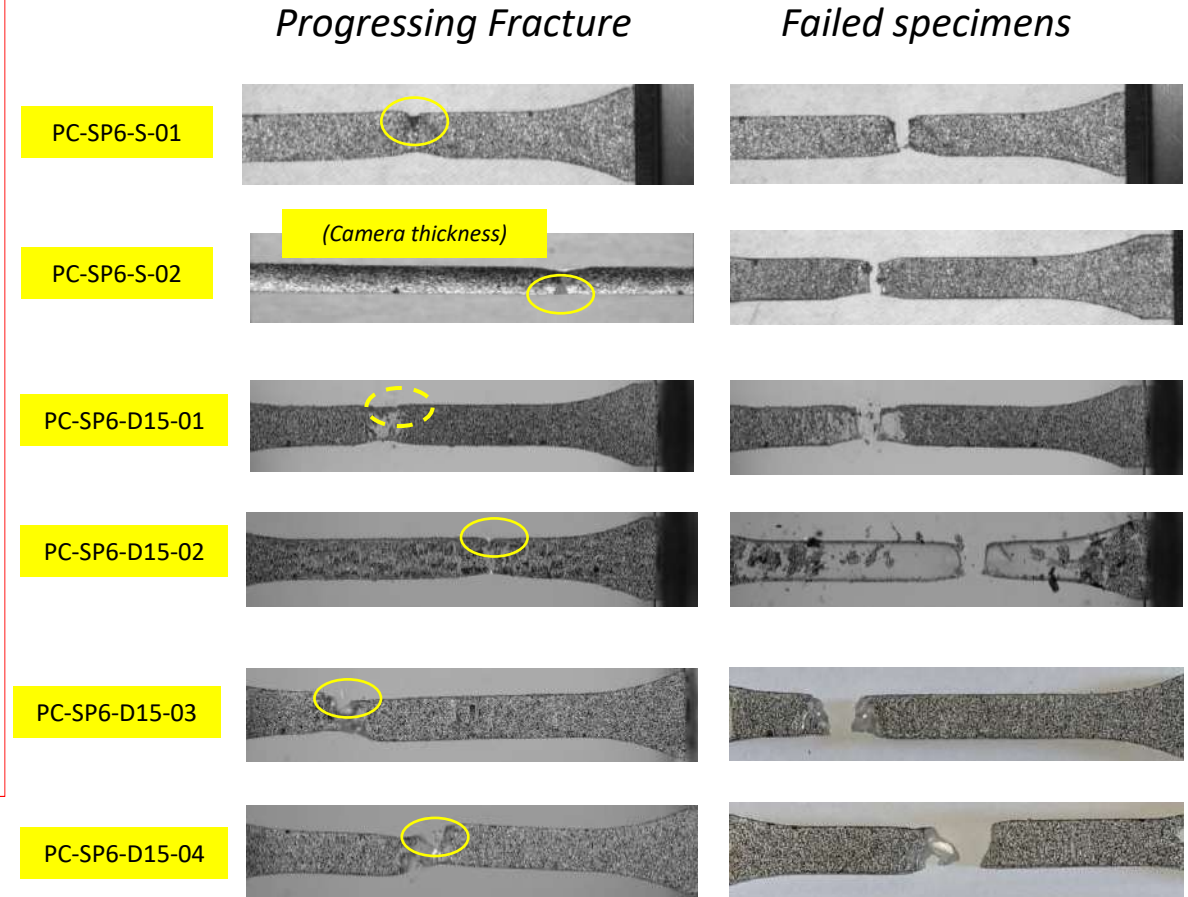 Progressing Fracture
Failed specimens
PC-SP6-S-01
(Camera thickness)
PC-SP6-S-02
PC-SP6-D15-01
PC-SP6-D15-02
PC-SP6-D15-03
PC-SP6-D15-04